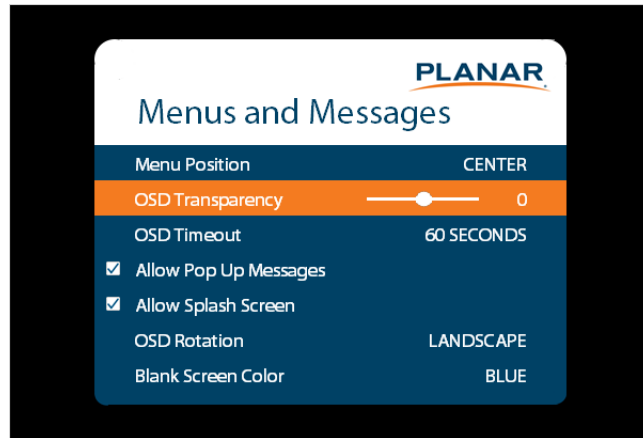 PLANAR
Menus and Messages
Menu Position CENTER
OSD Transparency 0
OSD Timeout 60 SECONDS
Allow Pop Up Messages
Allow Splash Screen
OSD Rotation LANDSCAPE
Blank Screen Color BLUE